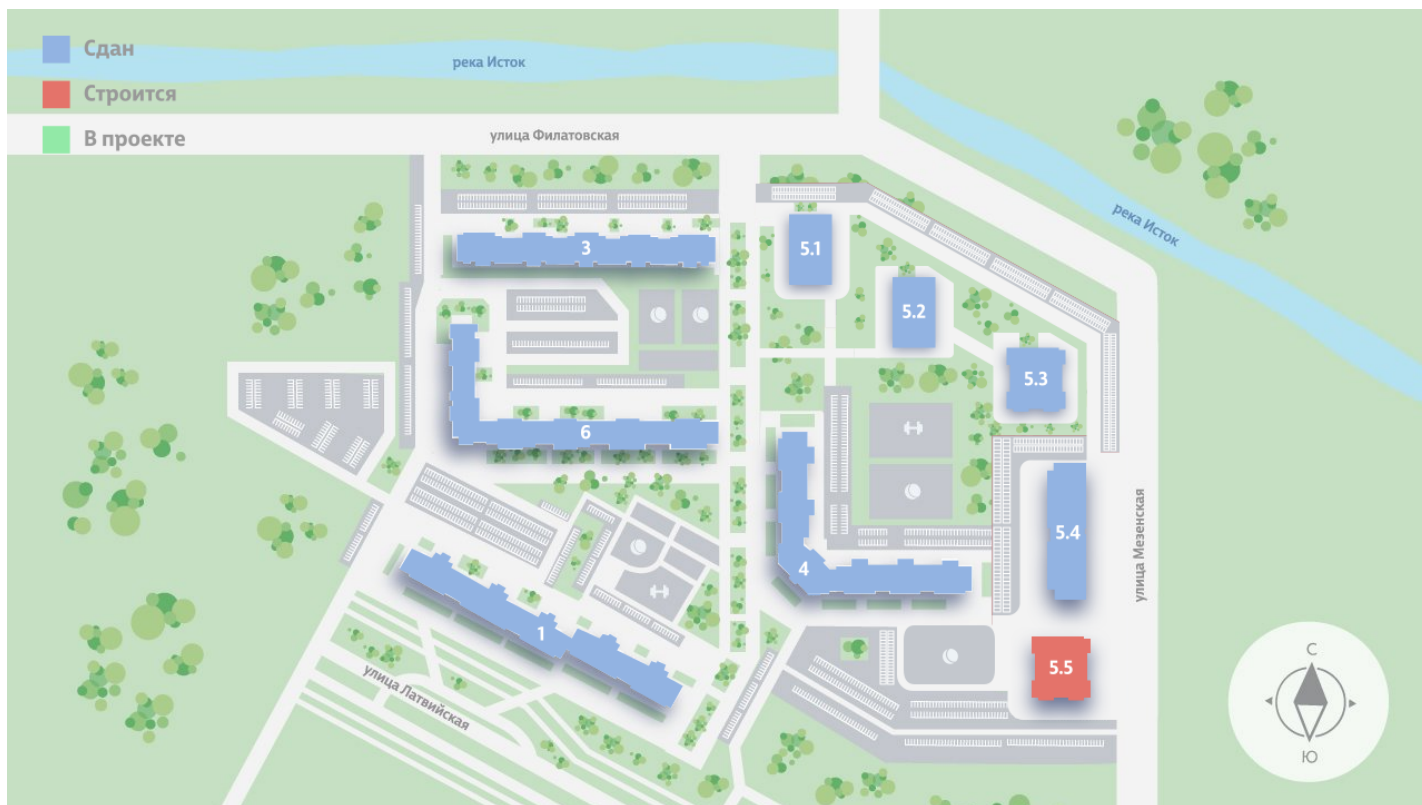 Сдан
Строится
В проекте
река Исток
улица Филатовская
река Исток
3
5.1
5.2
5.3
6
5.4
4
улица Мезенская
1
5.5
улица Латвийская
С
Ю